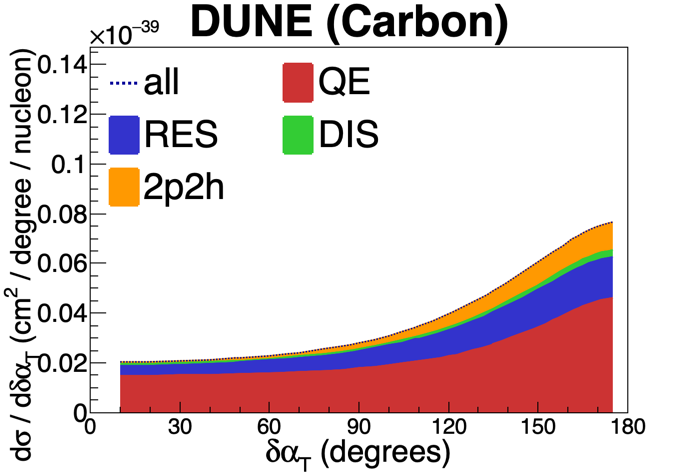 DUNE (Carbon)
×10⁻³⁹
dσ / dδα_T (cm² / degree / nucleon)
0.14
0.12
0.1
0.08
0.06
0.04
0.02
0
all
QE
RES
DIS
2p2h
0 30 60 90 120 150 180
δα_T (degrees)